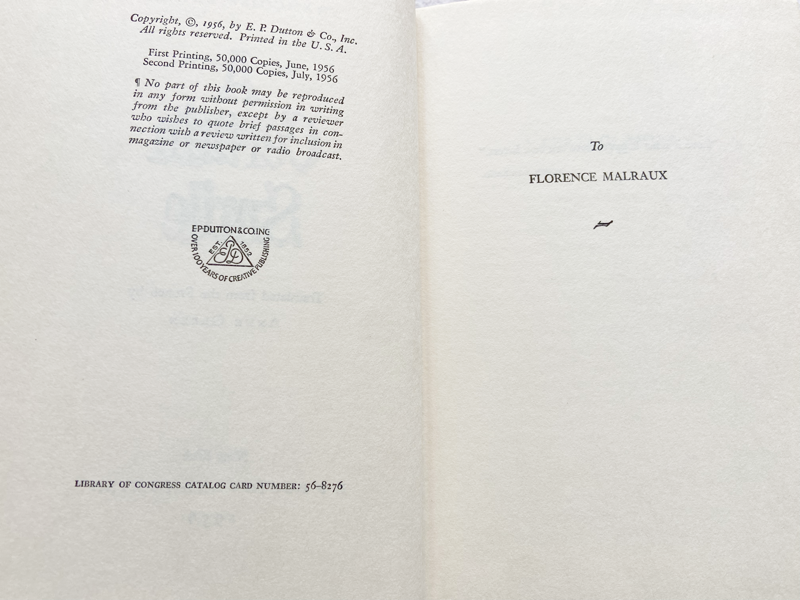 Copyright, ©, 1956, by E. P. Dutton & Co., Inc.
All rights reserved. Printed in the U. S. A.
First Printing, 50,000 Copies, June, 1956
Second Printing, 50,000 Copies, July, 1956
¶ No part of this book may be reproduced
in any form without permission in writing
from the publisher, except by a reviewer
who wishes to quote brief passages in con-
nection with a review written for inclusion in
magazine or newspaper or radio broadcast.
E·P·DUTTON & CO. INC.
EST. 1852
OVER 100 YEARS OF CREATIVE PUBLISHING
LIBRARY OF CONGRESS CATALOG CARD NUMBER: 56–8276
To
FLORENCE MALRAUX